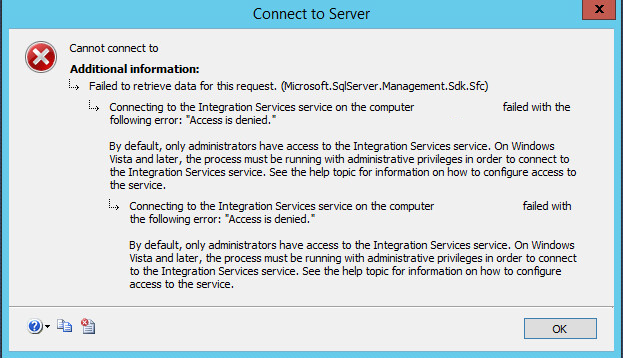 Connect to Server
x
Cannot connect to
Additional information:
Failed to retrieve data for this request. (Microsoft.SqlServer.Management.Sdk.Sfc)
Connecting to the Integration Services service on the computer failed with the
following error: "Access is denied."
By default, only administrators have access to the Integration Services service. On Windows
Vista and later, the process must be running with administrative privileges in order to connect to
the Integration Services service. See the help topic for information on how to configure access to
the service.
Connecting to the Integration Services service on the computer failed with
the following error: "Access is denied."
By default, only administrators have access to the Integration Services service. On Windows
Vista and later, the process must be running with administrative privileges in order to connect
to the Integration Services service. See the help topic for information on how to configure
access to the service.
OK